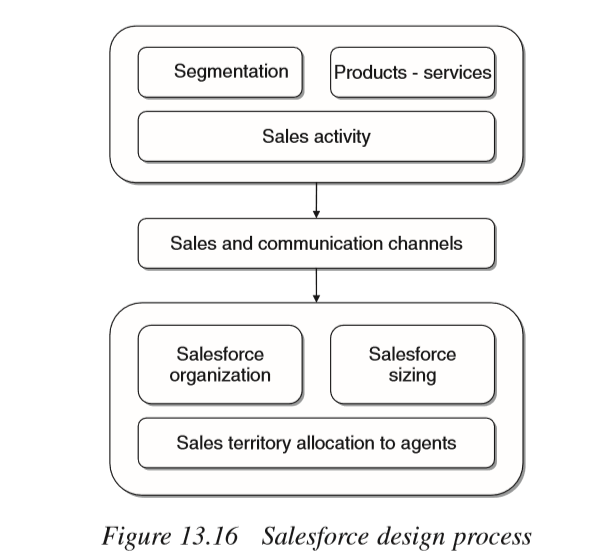 Segmentation
Products - services
Sales activity
Sales and communication channels
Salesforce
organization
Salesforce
sizing
Sales territory allocation to agents
Figure 13.16 Salesforce design process